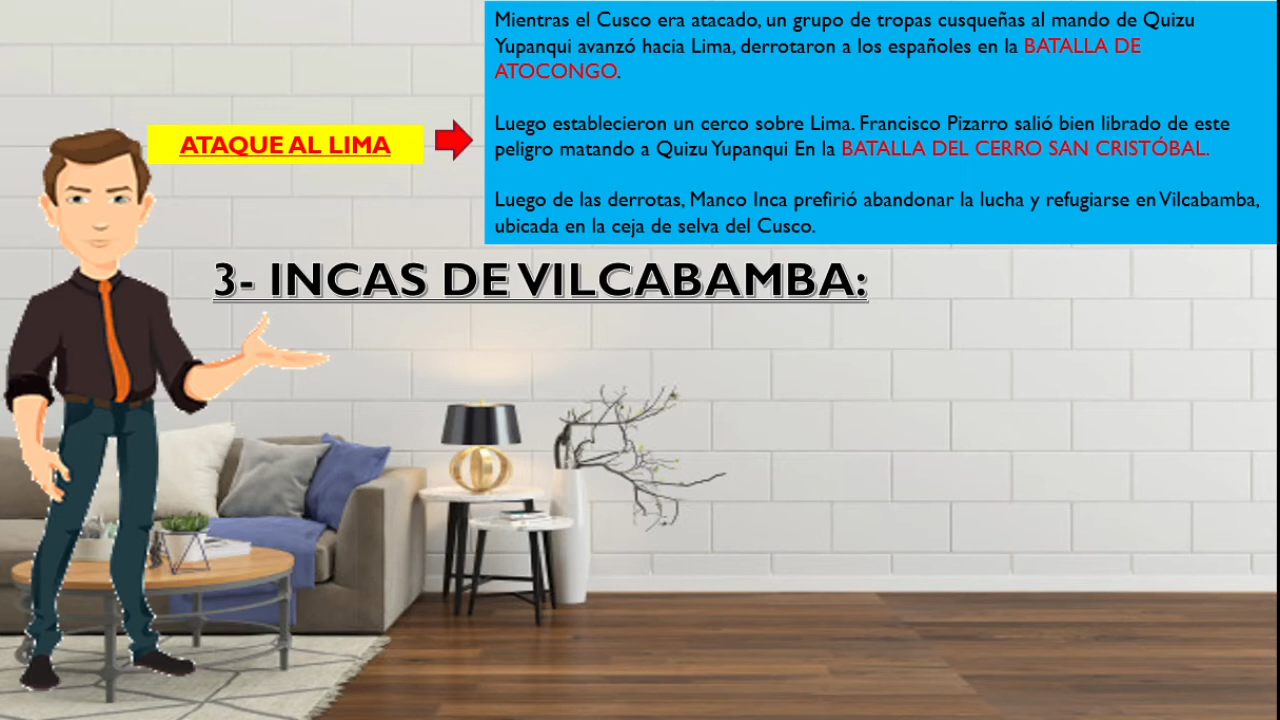 ATAQUE AL LIMA
Mientras el Cusco era atacado, un grupo de tropas cusqueñas al mando de Quizu
Yupanqui avanzó hacia Lima, derrotaron a los españoles en la BATALLA DE
ATOCONGO.
Luego establecieron un cerco sobre Lima. Francisco Pizarro salió bien librado de este
peligro matando a Quizu Yupanqui En la BATALLA DEL CERRO SAN CRISTÓBAL.
Luego de las derrotas, Manco Inca prefirió abandonar la lucha y refugiarse en Vilcabamba,
ubicada en la ceja de selva del Cusco.
3- INCAS DE VILCABAMBA: